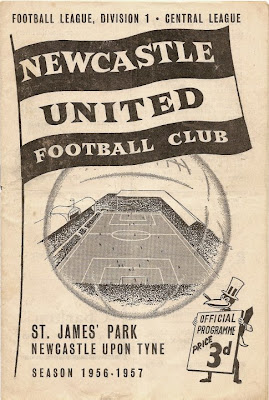 FOOTBALL LEAGUE, DIVISION 1 • CENTRAL LEAGUE
NEWCASTLE
UNITED
FOOTBALL CLUB
ST. JAMES' PARK
NEWCASTLE UPON TYNE
SEASON 1956-1957
OFFICIAL
PROGRAMME
PRICE
3d